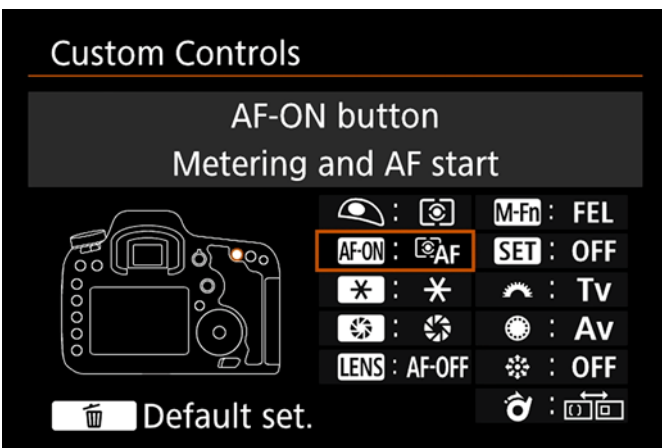 Custom Controls
AF-ON button
Metering and AF start
: M-Fn : FEL
AF-ON : AF SET : OFF
: Tv
: Av
LENS : AF-OFF : OFF
:
Default set.